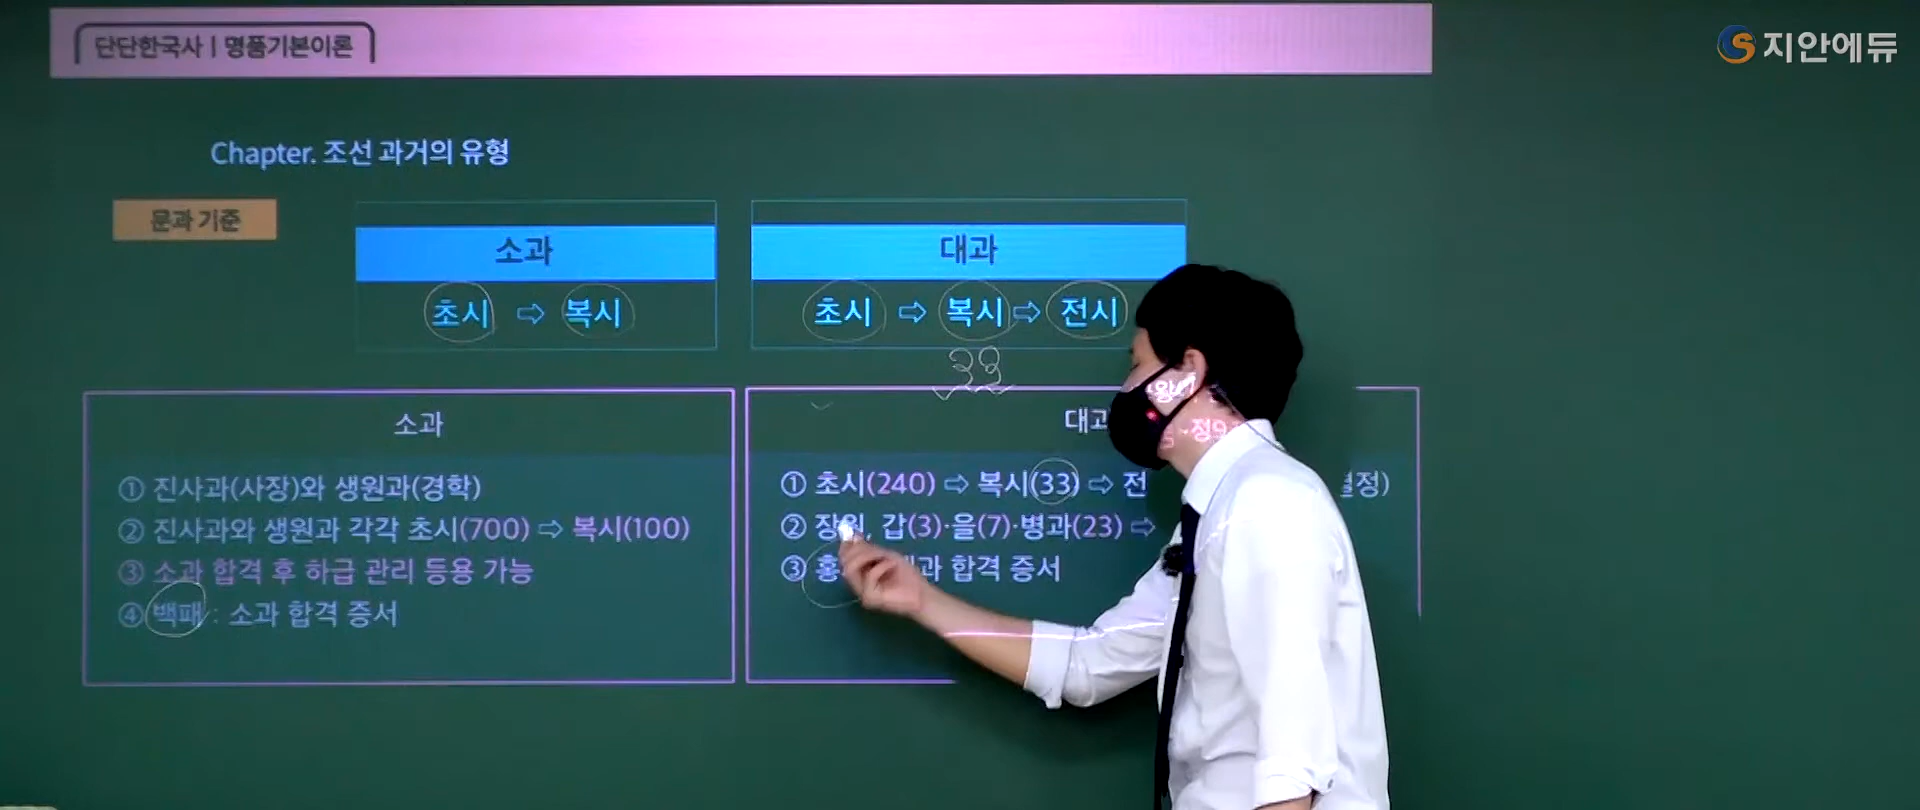 단단한국사 | 명품기본이론
지안에듀
Chapter. 조선 과거의 유형
문과 기준
소과
초시 ⇨ 복시
대과
초시 ⇨ 복시 ⇨ 전시
33
소과
① 진사과(사장)와 생원과(경학)
② 진사과와 생원과 각각 초시(700) ⇨ 복시(100)
③ 소과 합격 후 하급 관리 등용 가능
④ 백패 : 소과 합격 증서
대과
① 초시(240) ⇨ 복시(33) ⇨ 전
② 장원, 갑(3)·을(7)·병과(23) ⇨
③ 합격 증서